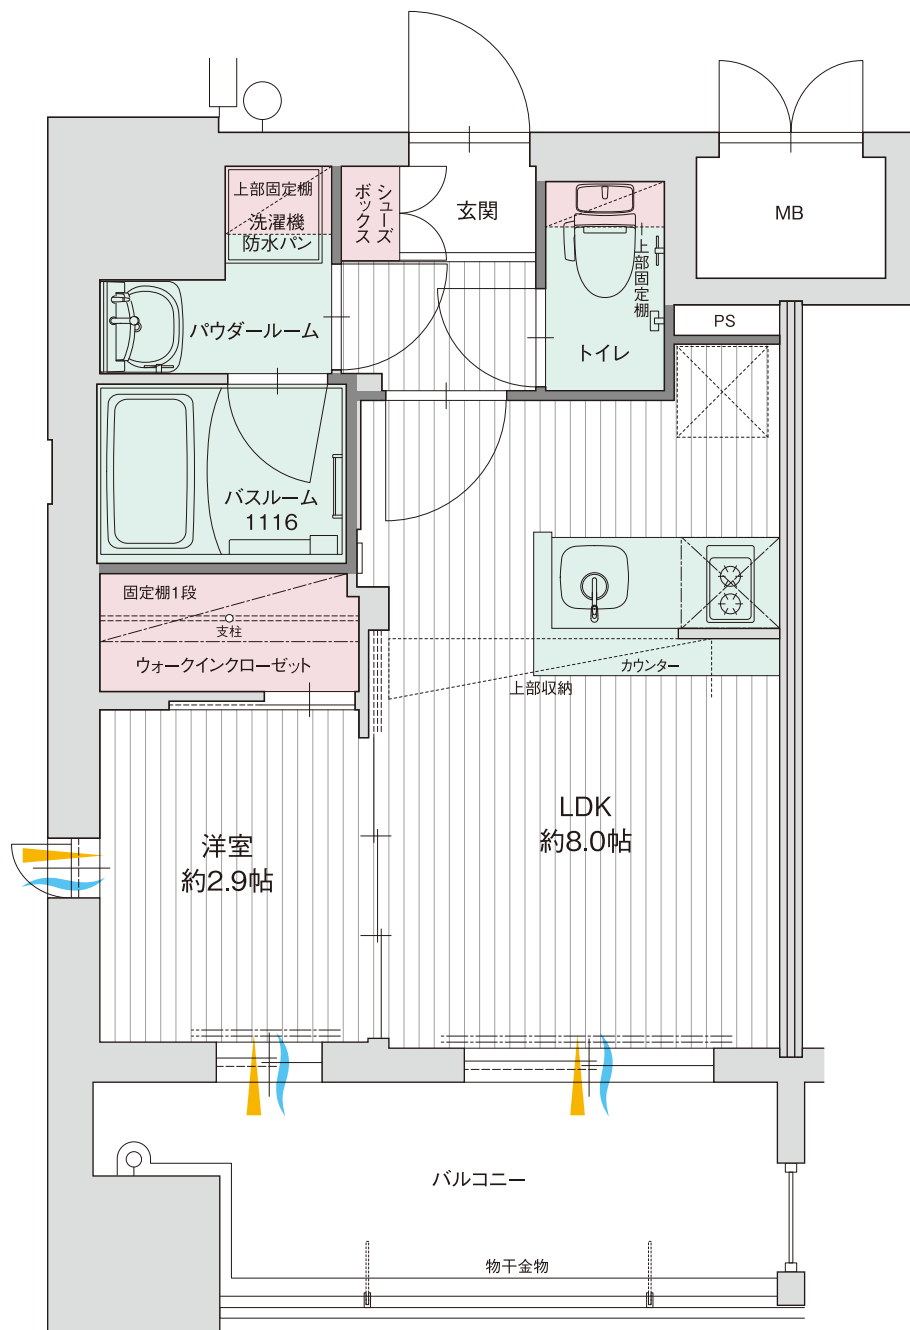 上部固定棚
洗濯機
防水パン
シューズ
ボックス
玄関
上部固定棚
トイレ
MB
PS
パウダールーム
バスルーム
1116
固定棚1段
支柱
ウォークインクローゼット
カウンター
上部収納
LDK
約8.0帖
洋室
約2.9帖
バルコニー
物干金物